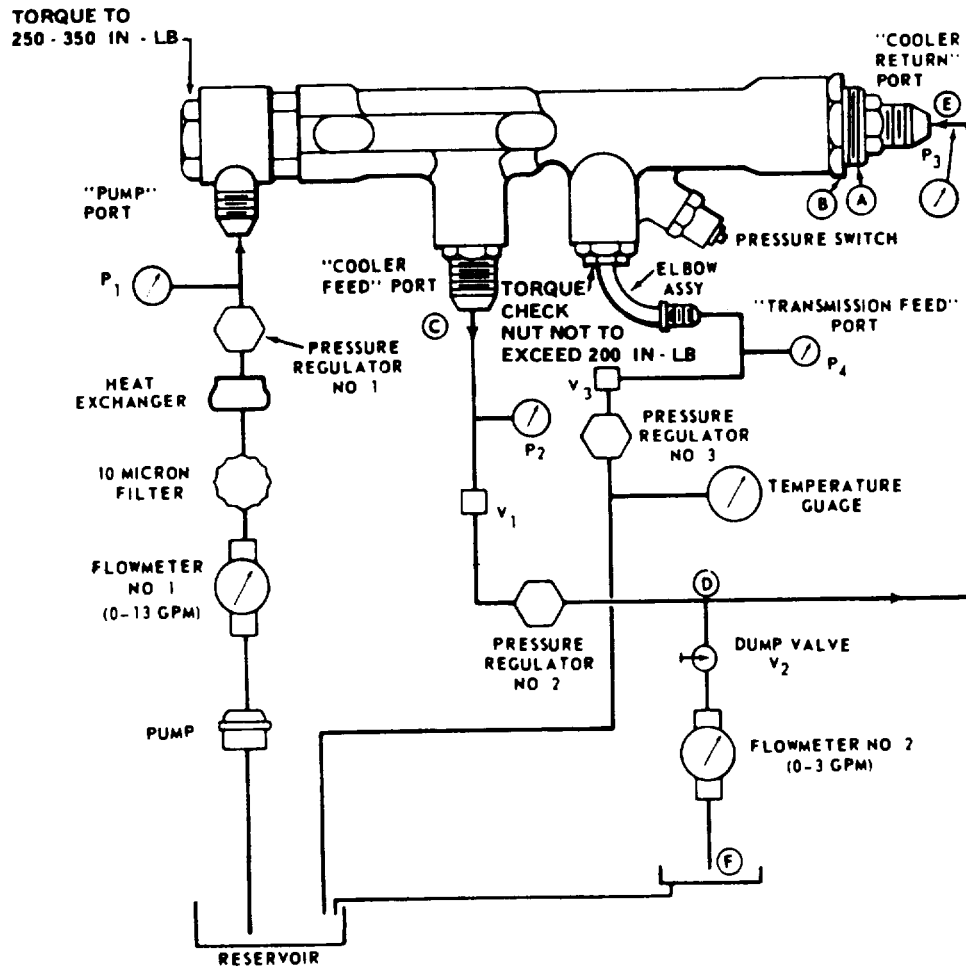 TORQUE TO
250 - 350 IN - LB
"COOLER
RETURN"
PORT
E
P3
B
A
"PUMP"
PORT
PRESSURE SWITCH
P1
"COOLER
FEED" PORT
C
ELBOW
ASSY
TORQUE
CHECK
NUT NOT TO
EXCEED 200 IN - LB
"TRANSMISSION FEED"
PORT
P4
PRESSURE
REGULATOR
NO 1
HEAT
EXCHANGER
V3
P2
PRESSURE
REGULATOR
NO 3
10 MICRON
FILTER
TEMPERATURE
GUAGE
V1
FLOWMETER
NO 1
(0-13 GPM)
D
PRESSURE
REGULATOR
NO 2
DUMP VALVE
V2
PUMP
FLOWMETER NO 2
(0-3 GPM)
F
RESERVOIR